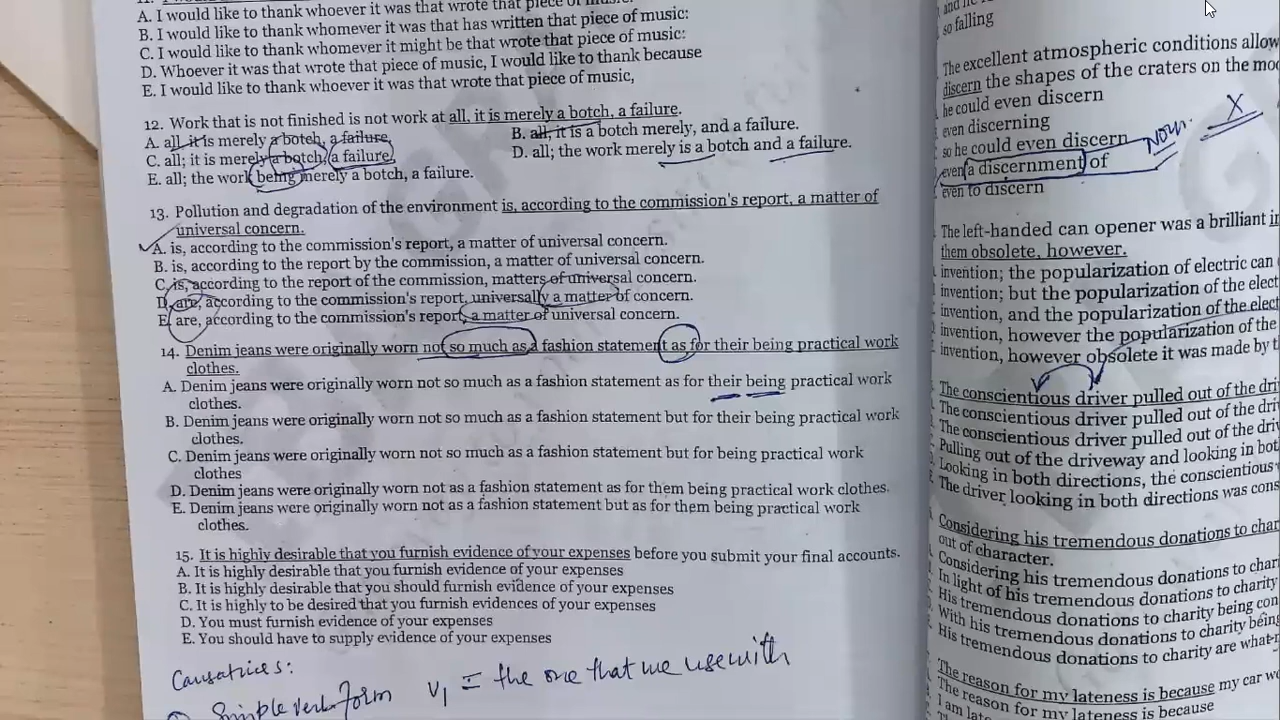 A. I would like to thank whoever it was that wrote that piece of music.
B. I would like to thank whomever it was that has written that piece of music:
C. I would like to thank whomever it might be that wrote that piece of music:
D. Whoever it was that wrote that piece of music, I would like to thank because
E. I would like to thank whoever it was that wrote that piece of music,
12. Work that is not finished is not work at all, it is merely a botch, a failure.
A. all, it is merely a botch, a failure.
B. all, it is a botch merely, and a failure.
C. all; it is merely a botch, a failure.
D. all; the work merely is a botch and a failure.
E. all; the work being merely a botch, a failure.
13. Pollution and degradation of the environment is, according to the commission's report, a matter of
universal concern.
A. is, according to the commission's report, a matter of universal concern.
B. is, according to the report by the commission, a matter of universal concern.
C. is, according to the report of the commission, matters of universal concern.
D. are, according to the commission's report, universally a matter of concern.
E. are, according to the commission's report, a matter of universal concern.
14. Denim jeans were originally worn not so much as a fashion statement as for their being practical work
clothes.
A. Denim jeans were originally worn not so much as a fashion statement as for their being practical work
clothes.
B. Denim jeans were originally worn not so much as a fashion statement but for their being practical work
clothes.
C. Denim jeans were originally worn not so much as a fashion statement but for being practical work
clothes
D. Denim jeans were originally worn not as a fashion statement as for them being practical work clothes.
E. Denim jeans were originally worn not as a fashion statement but as for them being practical work
clothes.
15. It is highly desirable that you furnish evidence of your expenses before you submit your final accounts.
A. It is highly desirable that you furnish evidence of your expenses
B. It is highly desirable that you should furnish evidence of your expenses
C. It is highly to be desired that you furnish evidences of your expenses
D. You must furnish evidence of your expenses
E. You should have to supply evidence of your expenses
Causatives:
Simple verb form V1 = the one that we use with
so falling
The excellent atmospheric conditions allow
discern the shapes of the craters on the
he could even discern
even discerning
so he could even discern
Noun X
even a discernment of
even to discern
The left-handed can opener was a brilliant
them obsolete, however.
invention; the popularization of electric can
invention; but the popularization of the
invention, and the popularization of the
invention, however the popularization of the
invention, however obsolete it was made by
The conscientious driver pulled out of the
The conscientious driver pulled out of the
The conscientious driver pulled out of the
Pulling out of the driveway and looking in
Looking in both directions, the conscientious
The driver looking in both directions was
Considering his tremendous donations to
out of character.
Considering his tremendous donations to
In light of his tremendous donations to charity
His tremendous donations to charity being
With his tremendous donations to charity being
His tremendous donations to charity are
The reason for my lateness is because my car
The reason for my lateness is because
I am